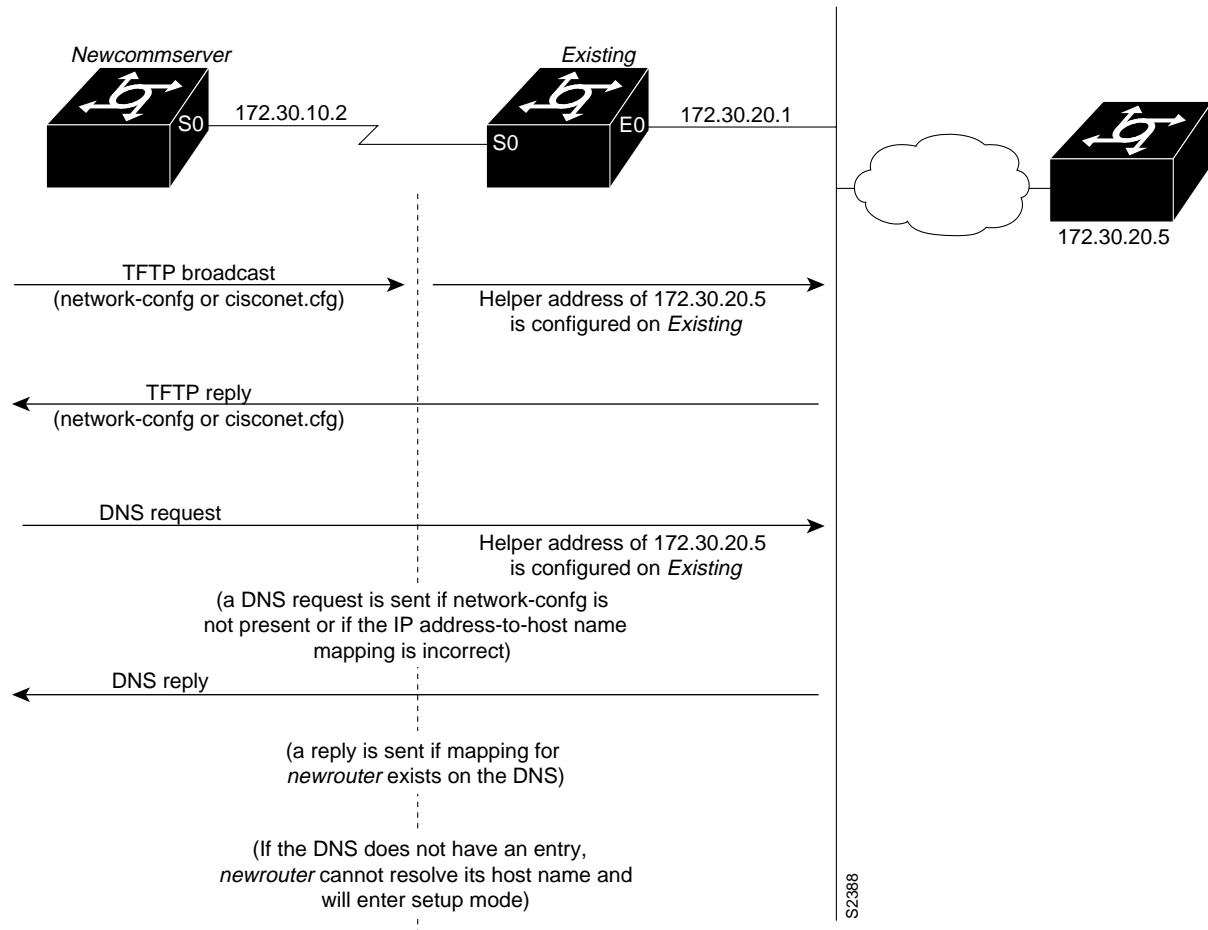 Newcommserver
Existing
S0
172.30.10.2
S0
E0
172.30.20.1
172.30.20.5
TFTP broadcast
(network-confg or cisconet.cfg)
Helper address of 172.30.20.5
is configured on Existing
TFTP reply
(network-confg or cisconet.cfg)
DNS request
Helper address of 172.30.20.5
is configured on Existing
(a DNS request is sent if network-confg is
not present or if the IP address-to-host name
mapping is incorrect)
DNS reply
(a reply is sent if mapping for
newrouter exists on the DNS)
(If the DNS does not have an entry,
newrouter cannot resolve its host name and
will enter setup mode)
S2388